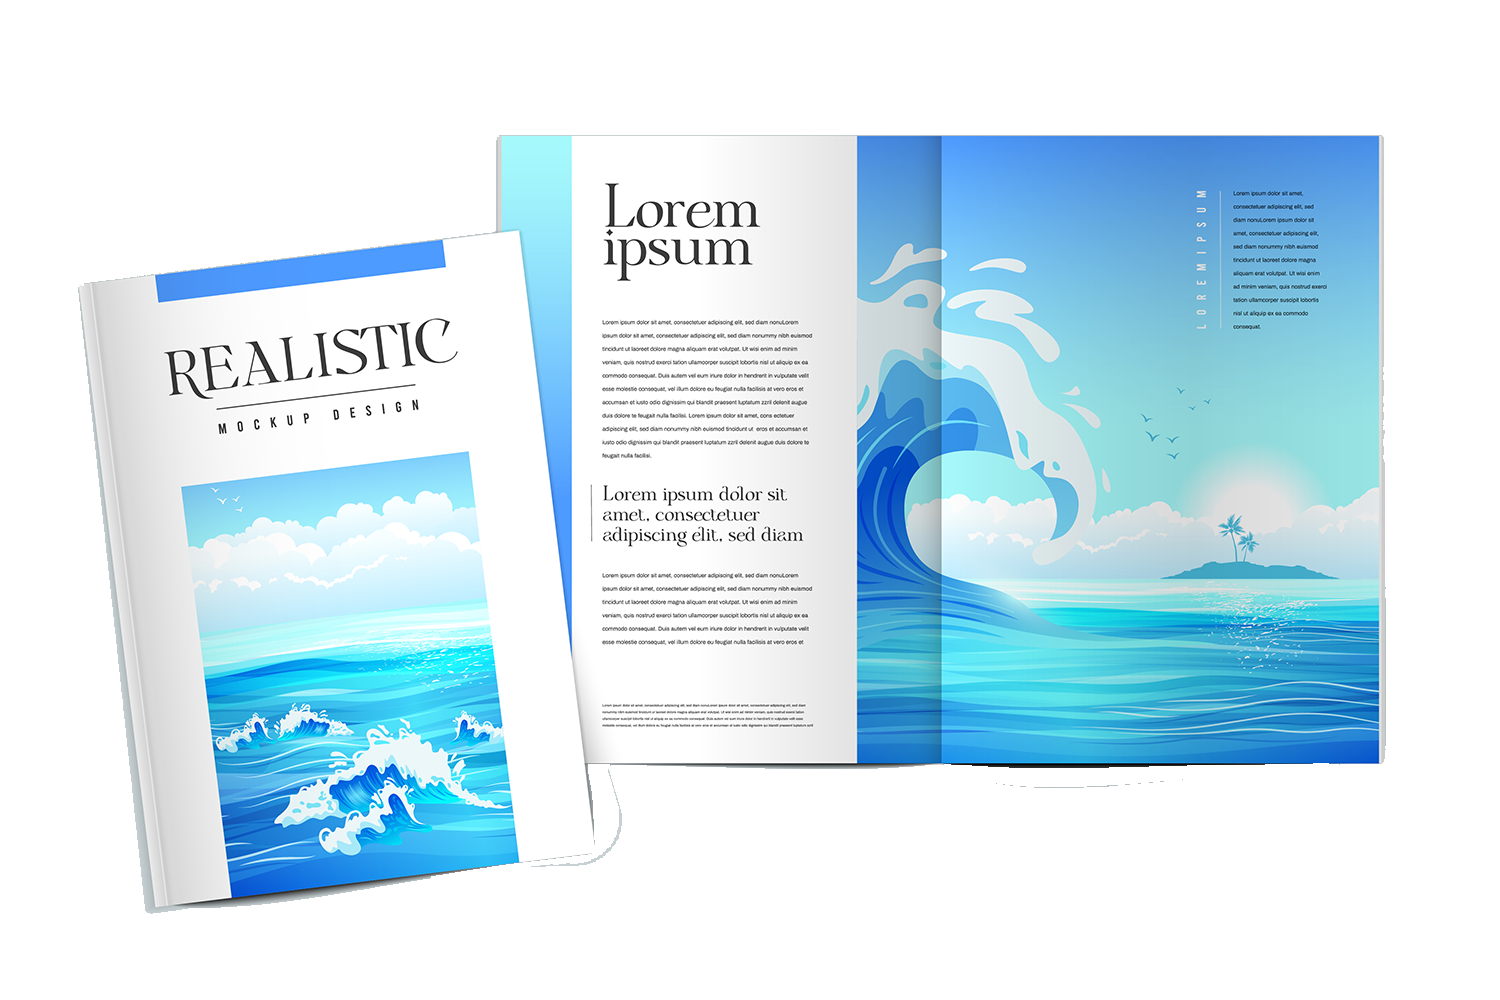 REALISTIC
MOCKUP DESIGN
Lorem
ipsum
Lorem ipsum dolor sit amet, consectetuer adipiscing elit, sed diam nonuLorem
ipsum dolor sit amet, consectetuer adipiscing elit, sed diam nonummy nibh euismod
tincidunt ut laoreet dolore magna aliquam erat volutpat. Ut wisi enim ad minim
veniam, quis nostrud exerci tation ullamcorper suscipit lobortis nisl ut aliquip ex ea
commodo consequat. Duis autem vel eum iriure dolor in hendrerit in vulputate velit
esse molestie consequat, vel illum dolore eu feugiat nulla facilisis at vero eros et
accumsan et iusto odio dignissim qui blandit praesent luptatum zzril delenit augue
duis dolore te feugait nulla facilisi. Lorem ipsum dolor sit amet, cons ectetuer
adipiscing elit, sed diam nonummy nibh euismod tincidunt ut  eros et accumsan et
iusto odio dignissim qui blandit praesent luptatum zzril delenit augue duis dolore te
feugait nulla facilisi.
Lorem ipsum dolor sit
amet, consectetuer
adipiscing elit, sed diam
Lorem ipsum dolor sit amet, consectetuer adipiscing elit, sed diam nonuLorem
ipsum dolor sit amet, consectetuer adipiscing elit, sed diam nonummy nibh euismod
tincidunt ut laoreet dolore magna aliquam erat volutpat. Ut wisi enim ad minim
veniam, quis nostrud exerci tation ullamcorper suscipit lobortis nisl ut aliquip ex ea
commodo consequat. Duis autem vel eum iriure dolor in hendrerit in vulputate velit
esse molestie consequat, vel illum dolore eu feugiat nulla facilisis at vero eros et
LOREMIPSUM
Lorem ipsum dolor sit amet,
consectetuer adipiscing elit, sed
diam nonuLorem ipsum dolor sit
amet, consectetuer adipiscing elit,
sed diam nonummy nibh euismod
tincidunt ut laoreet dolore magna
aliquam erat volutpat. Ut wisi enim
ad minim veniam, quis nostrud exerci
tation ullamcorper suscipit lobortis
nisl ut aliquip ex ea commodo
consequat.